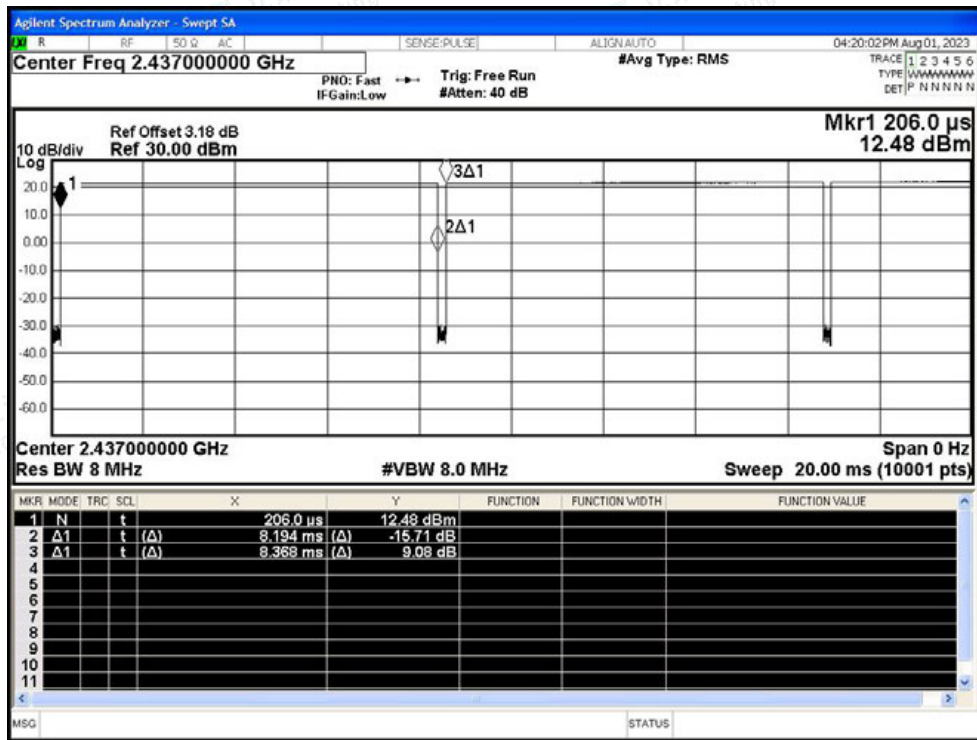 Agilent Spectrum Analyzer - Swept SA
LXI R RF 50 Ω AC SENSE:PULSE ALIGN AUTO 04:20:02 PM Aug 01, 2023
Center Freq 2.437000000 GHz
#Avg Type: RMS
TRACE 1 2 3 4 5 6
TYPE WWWWWW
DET P N N N N N
PNO: Fast
IFGain:Low
Trig: Free Run
#Atten: 40 dB
Mkr1 206.0 µs
12.48 dBm
Ref Offset 3.18 dB
10 dB/div Ref 30.00 dBm
Log
20.0
10.0
0.00
-10.0
-20.0
-30.0
-40.0
-50.0
-60.0
1
3Δ1
2Δ1
Center 2.437000000 GHz Span 0 Hz
Res BW 8 MHz #VBW 8.0 MHz Sweep 20.00 ms (10001 pts)
MKR MODE TRC SCL X Y FUNCTION FUNCTION WIDTH FUNCTION VALUE
1 N t 206.0 µs 12.48 dBm
2 Δ1 t (Δ) 8.194 ms (Δ) -15.71 dB
3 Δ1 t (Δ) 8.368 ms (Δ) 9.08 dB
4
5
6
7
8
9
10
11
MSG STATUS